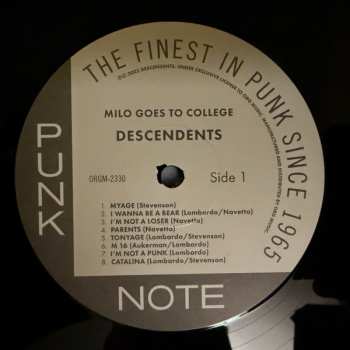 THE FINEST IN PUNK SINCE 1965
MILO GOES TO COLLEGE
DESCENDENTS
ORGM-2330
Side 1
1. MYAGE (Stevenson)
2. I WANNA BE A BEAR (Lombardo/Navetta)
3. I'M NOT A LOSER (Navetta)
4. PARENTS (Navetta)
5. TONYAGE (Lombardo/Stevenson)
6. M 16 (Aukerman/Lombardo)
7. I'M NOT A PUNK (Lombardo)
8. CATALINA (Lombardo/Stevenson)
PUNK
NOTE